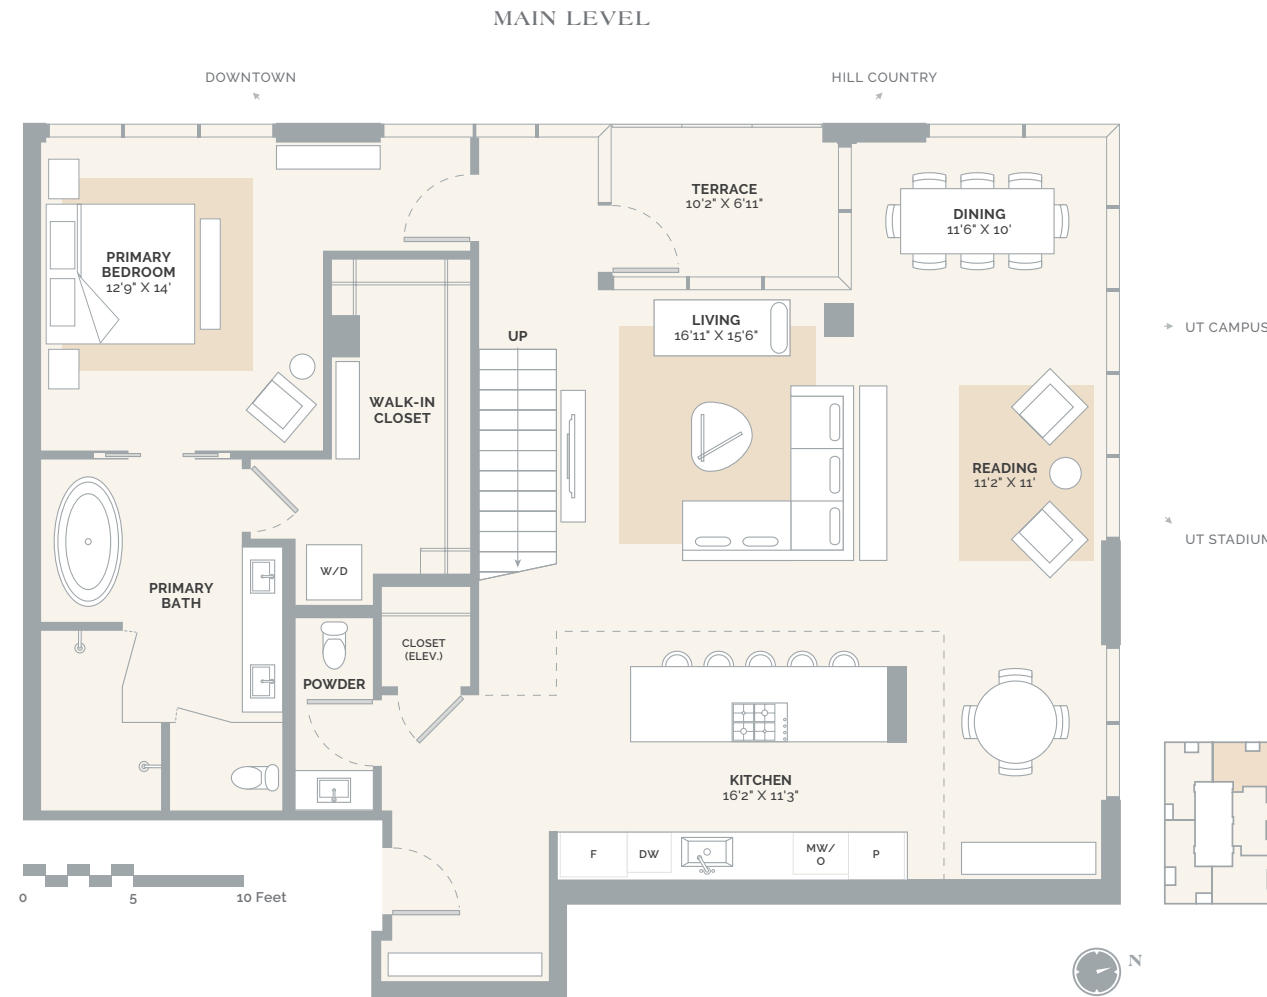 MAIN LEVEL
DOWNTOWN
HILL COUNTRY
TERRACE
10'2" X 6'11"
DINING
11'6" X 10'
PRIMARY
BEDROOM
12'9" X 14'
LIVING
16'11" X 15'6"
UT CAMPUS
UP
WALK-IN
CLOSET
READING
11'2" X 11'
UT STADIUM
W/D
PRIMARY
BATH
CLOSET
(ELEV.)
POWDER
KITCHEN
16'2" X 11'3"
F
DW
MW/
O
P
0
5
10 Feet
N